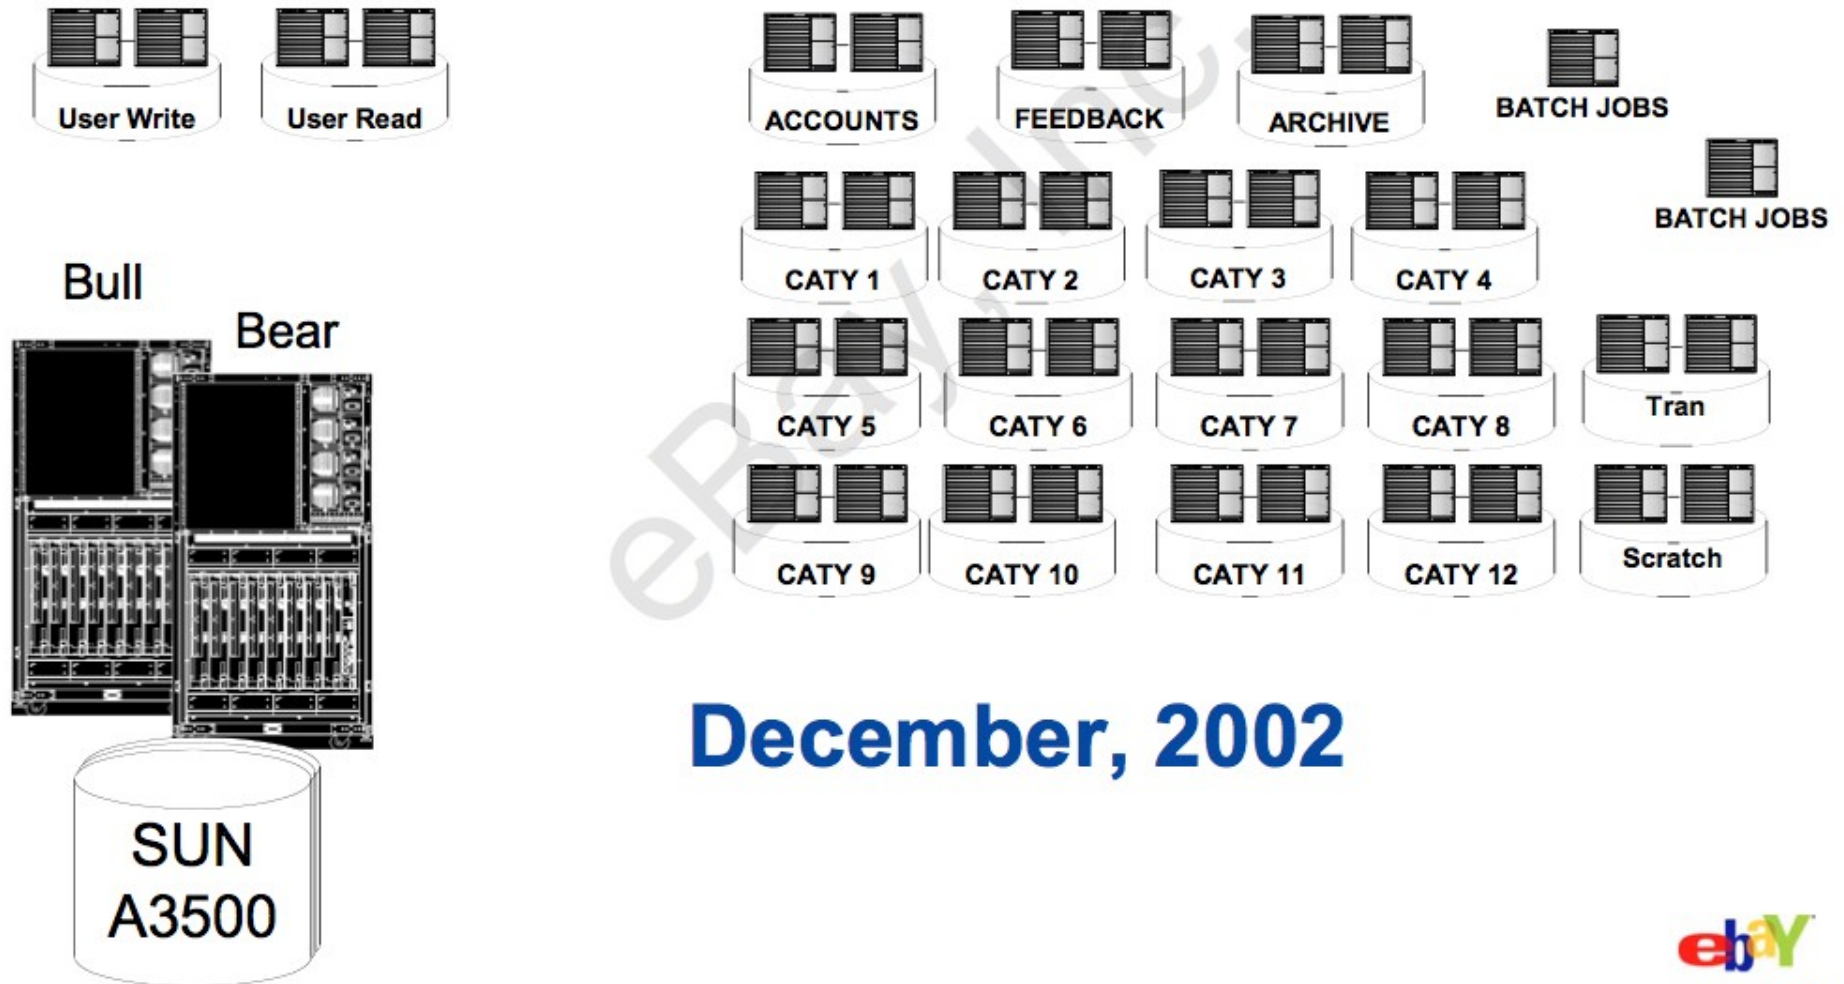 User Write
User Read
ACCOUNTS
FEEDBACK
ARCHIVE
BATCH JOBS
BATCH JOBS
CATY 1
CATY 2
CATY 3
CATY 4
Bull
Bear
CATY 5
CATY 6
CATY 7
CATY 8
Tran
CATY 9
CATY 10
CATY 11
CATY 12
Scratch
eBay, Inc.
December, 2002
SUN
A3500
ebaY